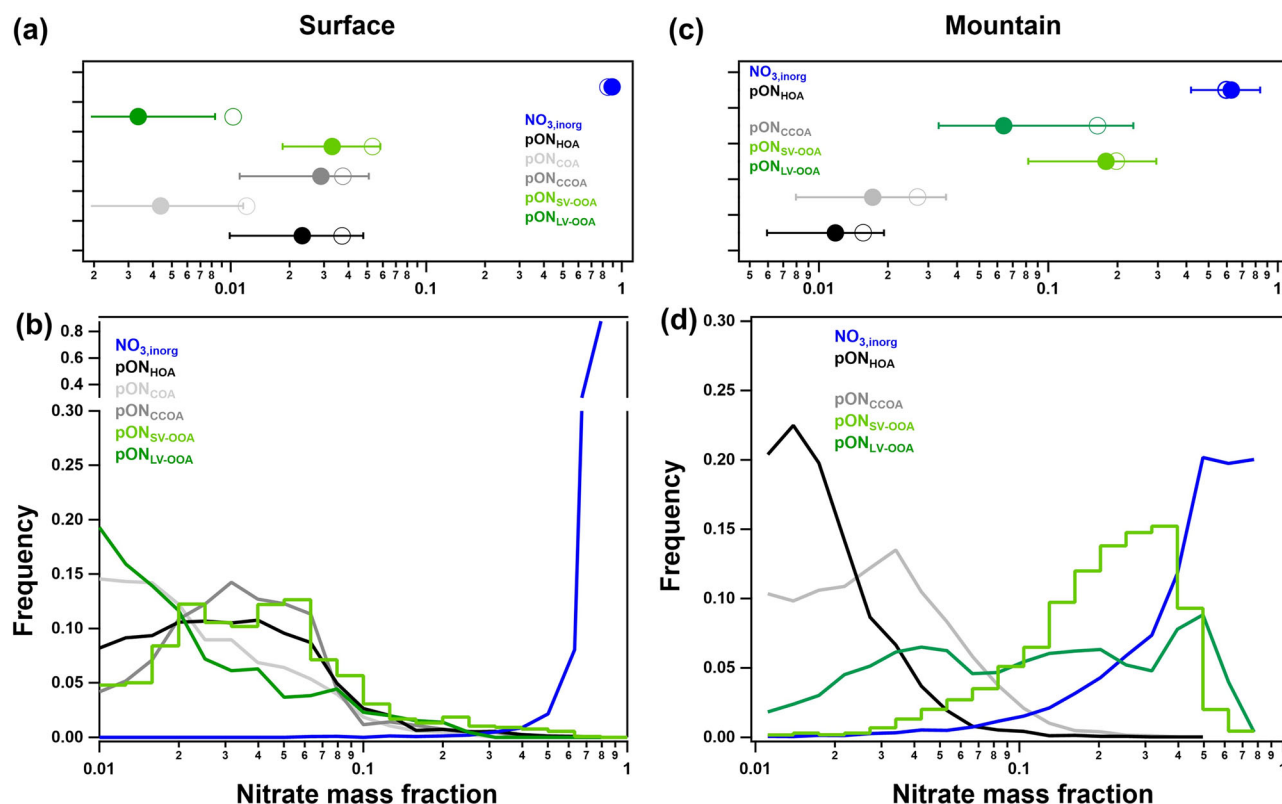 (a)
Surface
NO3,inorg
pONHOA
pONCOA
pONCCOA
pONSV-OOA
pONLV-OOA
2 3 4 5 6 7 8 0.01 2 3 4 5 6 7 8 0.1 2 3 4 5 6 7 8 1
(c)
Mountain
NO3,inorg
pONHOA
pONCCOA
pONSV-OOA
pONLV-OOA
5 6 7 8 9 0.01 2 3 4 5 6 7 8 9 0.1 2 3 4 5 6 7 8 9 1
(b)
NO3,inorg
pONHOA
pONCOA
pONCCOA
pONSV-OOA
pONLV-OOA
0.8
0.6
0.4
0.30
0.25
0.20
0.15
0.10
0.05
0.00
Frequency
0.01 2 3 4 5 6 7 8 0.1 2 3 4 5 6 7 8 1
Nitrate mass fraction
(d)
NO3,inorg
pONHOA
pONCCOA
pONSV-OOA
pONLV-OOA
0.30
0.25
0.20
0.15
0.10
0.05
0.00
Frequency
0.01 2 3 4 5 6 7 8 9 0.1 2 3 4 5 6 7 8 9 1
Nitrate mass fraction